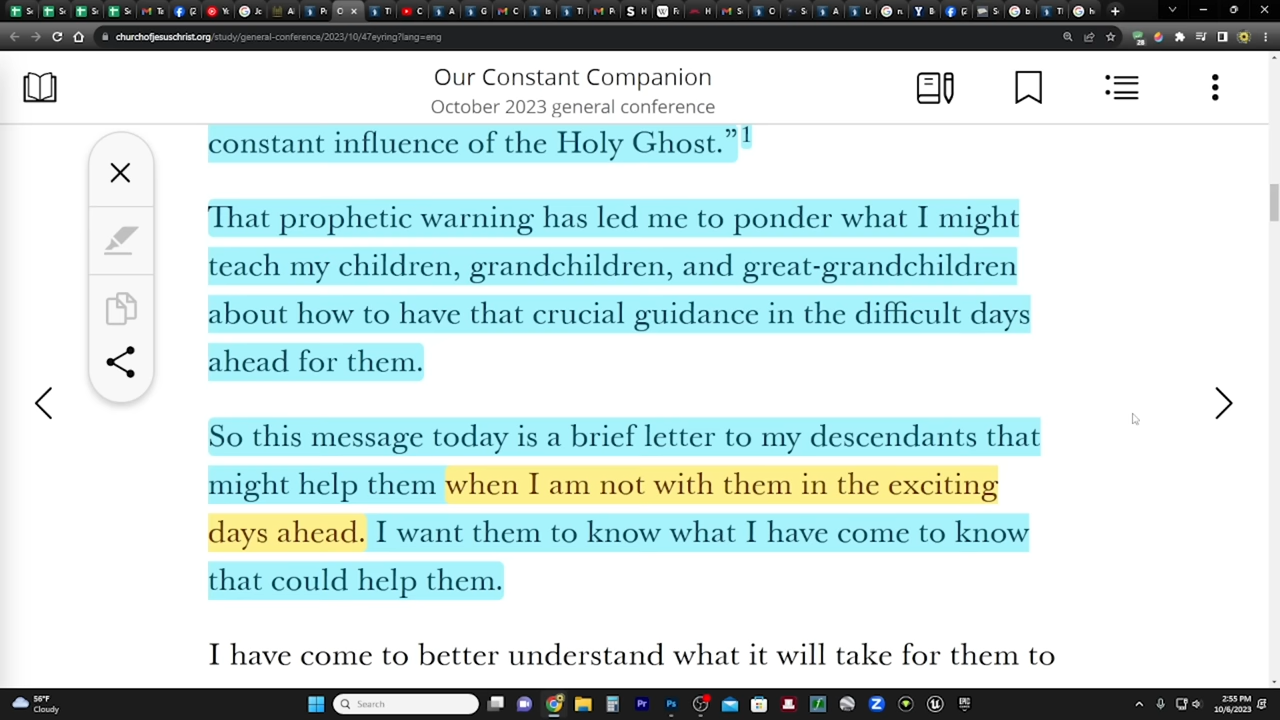 churchofjesuschrist.org/study/general-conference/2023/10/47eyring?lang=eng
Our Constant Companion
October 2023 general conference
constant influence of the Holy Ghost.”1
That prophetic warning has led me to ponder what I might
teach my children, grandchildren, and great-grandchildren
about how to have that crucial guidance in the difficult days
ahead for them.
So this message today is a brief letter to my descendants that
might help them when I am not with them in the exciting
days ahead. I want them to know what I have come to know
that could help them.
I have come to better understand what it will take for them to
56°F
Cloudy
Search
2:55 PM
10/6/2023